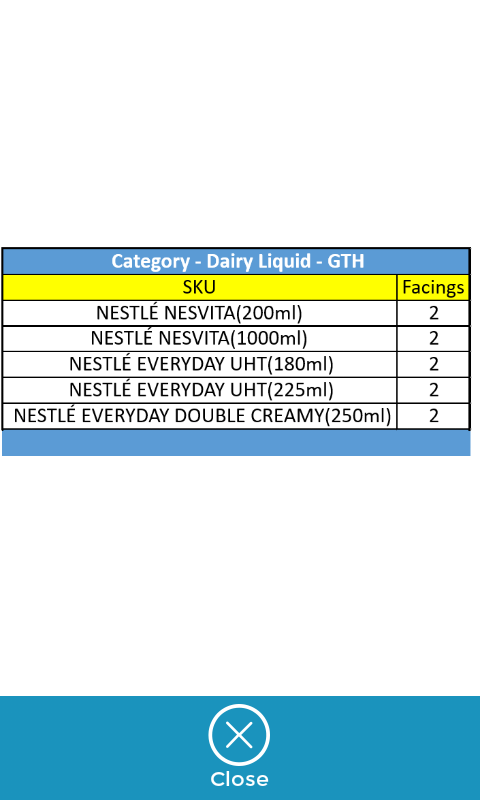 Category - Dairy Liquid - GTH
SKU Facings
NESTLÉ NESVITA(200ml) 2
NESTLÉ NESVITA(1000ml) 2
NESTLÉ EVERYDAY UHT(180ml) 2
NESTLÉ EVERYDAY UHT(225ml) 2
NESTLÉ EVERYDAY DOUBLE CREAMY(250ml) 2
Close